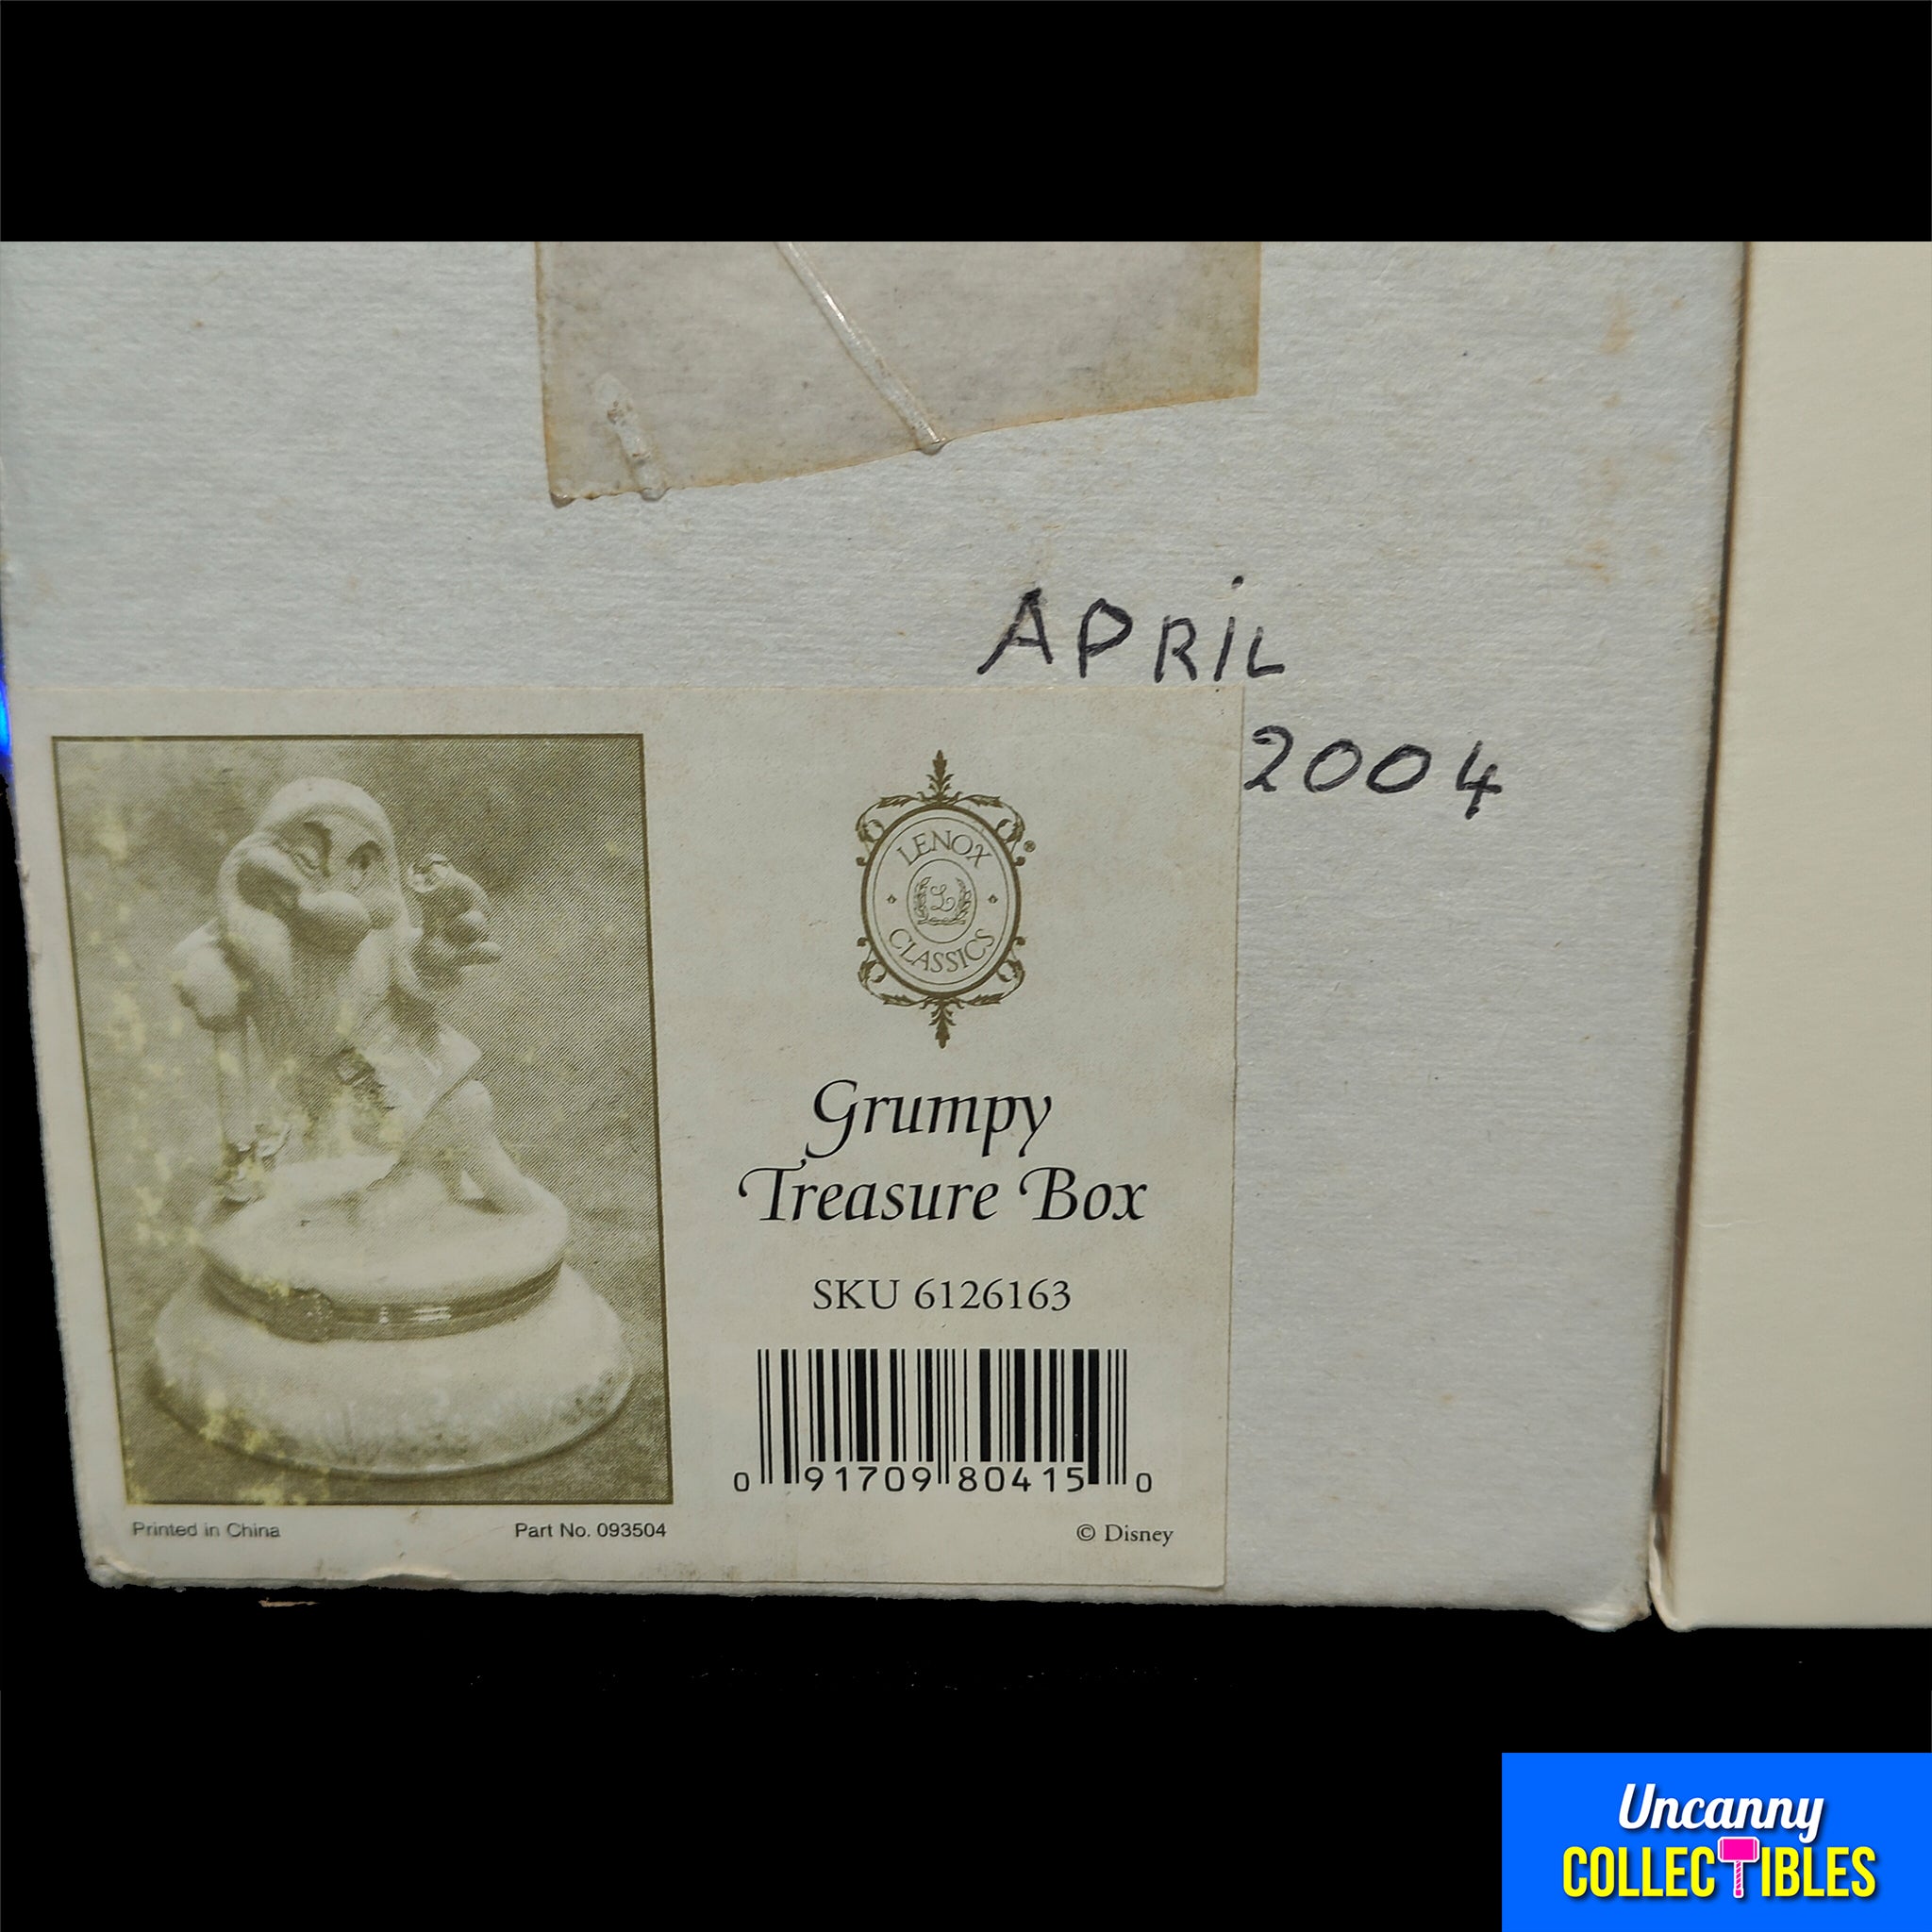 APRIL
2004
LENOX
L
CLASSICS
®
Grumpy
Treasure Box
SKU 6126163
0 91709 80415 0
Printed in China
Part No. 093504
© Disney
Uncanny
COLLECTIBLES